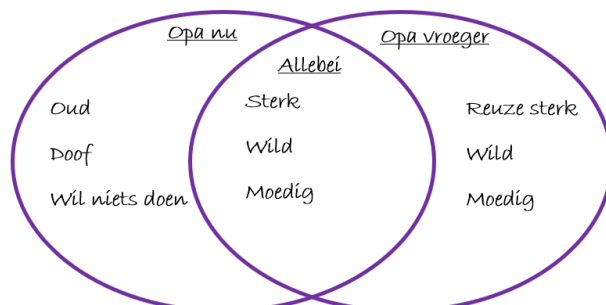 Opa nu
Opa vroeger
Allebei
Oud
Sterk
Reuze sterk
Doof
Wild
Wild
Wil niets doen
Moedig
Moedig